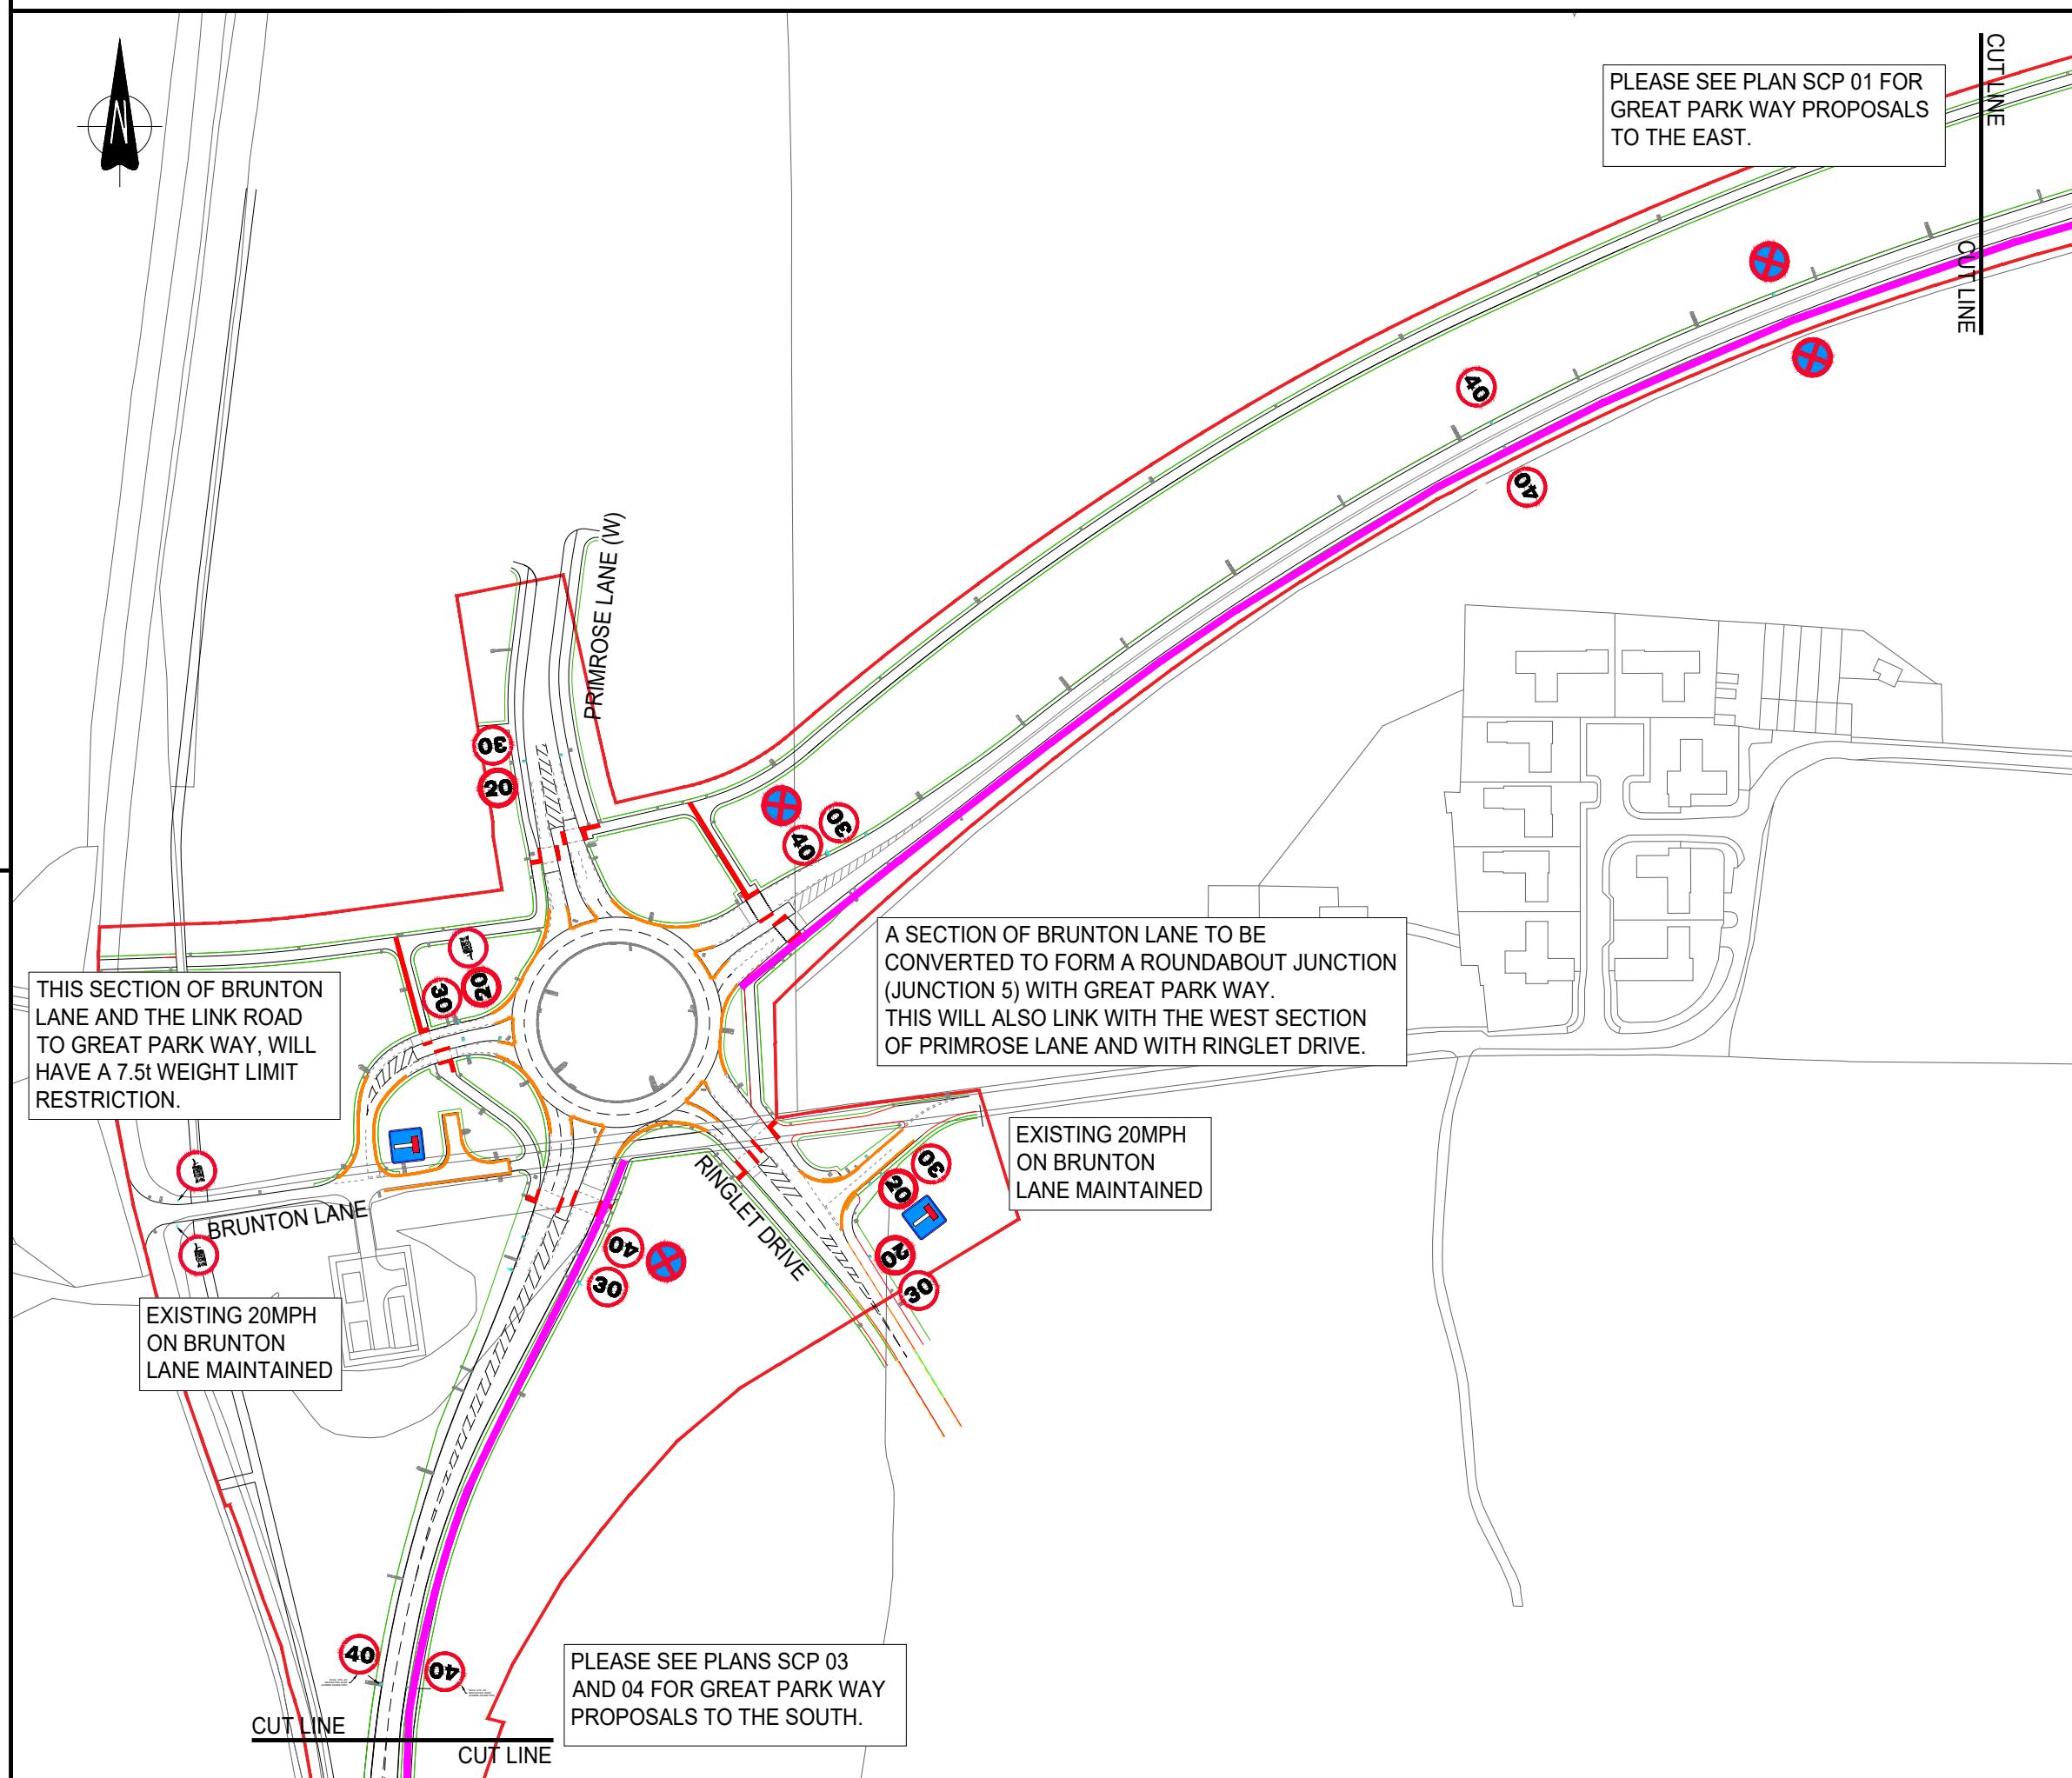 CUT LINE
PLEASE SEE PLAN SCP 01 FOR
GREAT PARK WAY PROPOSALS
TO THE EAST.
CUT LINE
N
40
40
PRIMROSE LANE (W)
30
20
30
40
A SECTION OF BRUNTON LANE TO BE
CONVERTED TO FORM A ROUNDABOUT JUNCTION
(JUNCTION 5) WITH GREAT PARK WAY.
THIS WILL ALSO LINK WITH THE WEST SECTION
OF PRIMROSE LANE AND WITH RINGLET DRIVE.
THIS SECTION OF BRUNTON
LANE AND THE LINK ROAD
TO GREAT PARK WAY, WILL
HAVE A 7.5t WEIGHT LIMIT
RESTRICTION.
20
30
EXISTING 20MPH
ON BRUNTON
LANE MAINTAINED
30
20
RINGLET DRIVE
BRUNTON LANE
40
30
20
30
EXISTING 20MPH
ON BRUNTON
LANE MAINTAINED
40
40
PLEASE SEE PLANS SCP 03
AND 04 FOR GREAT PARK WAY
PROPOSALS TO THE SOUTH.
CUT LINE
CUT LINE